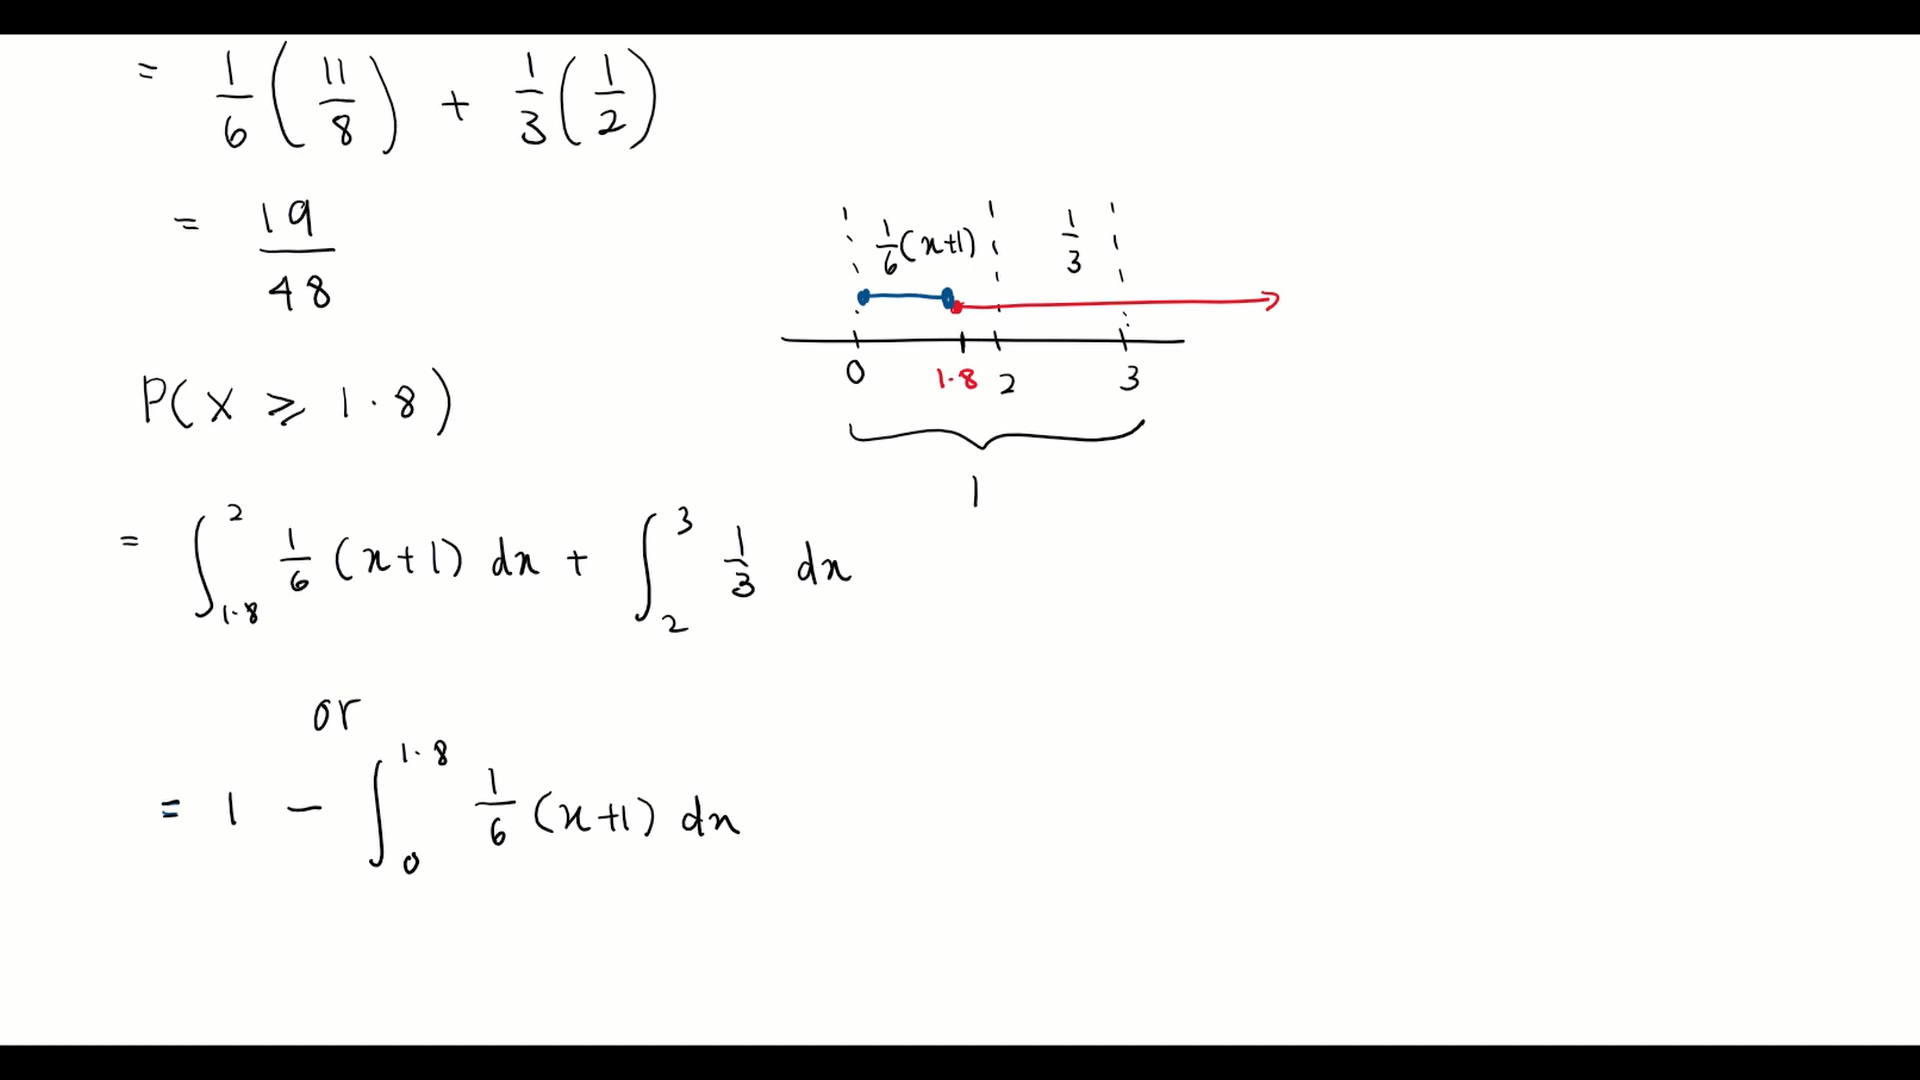 = 1/6 ( 11/8 ) + 1/3 ( 1/2 )
= 19/48
1/6 (x+1) 1/3
0 1.8 2 3
1
P( X ⩾ 1.8 )
= ∫_{1.8}^{2} 1/6 (x+1) dx + ∫_{2}^{3} 1/3 dx
or
= 1 − ∫_{0}^{1.8} 1/6 (x+1) dx